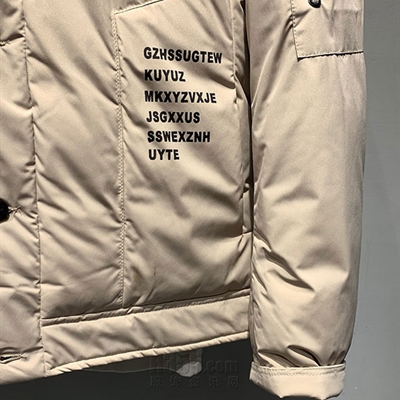 GZHSSUGTEW
KUYUZ
MKXYZVXJE
JSGXXUS
SSWEXZNH
UYTE